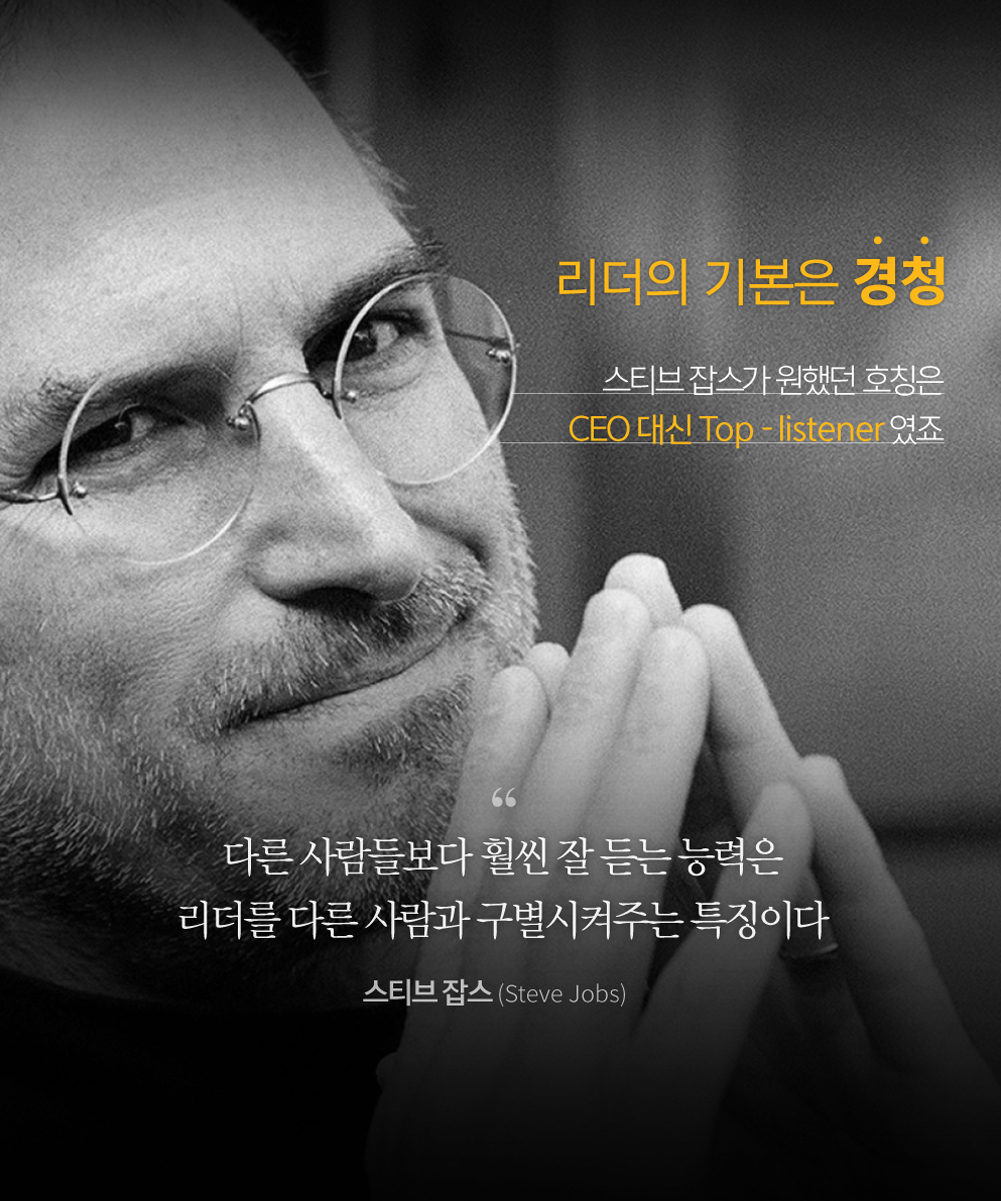 리더의 기본은 경청
스티브 잡스가 원했던 호칭은
CEO 대신 Top - listener 였죠
“
다른 사람들보다 훨씬 잘 듣는 능력은
리더를 다른 사람과 구별시켜주는 특징이다
스티브 잡스 (Steve Jobs)